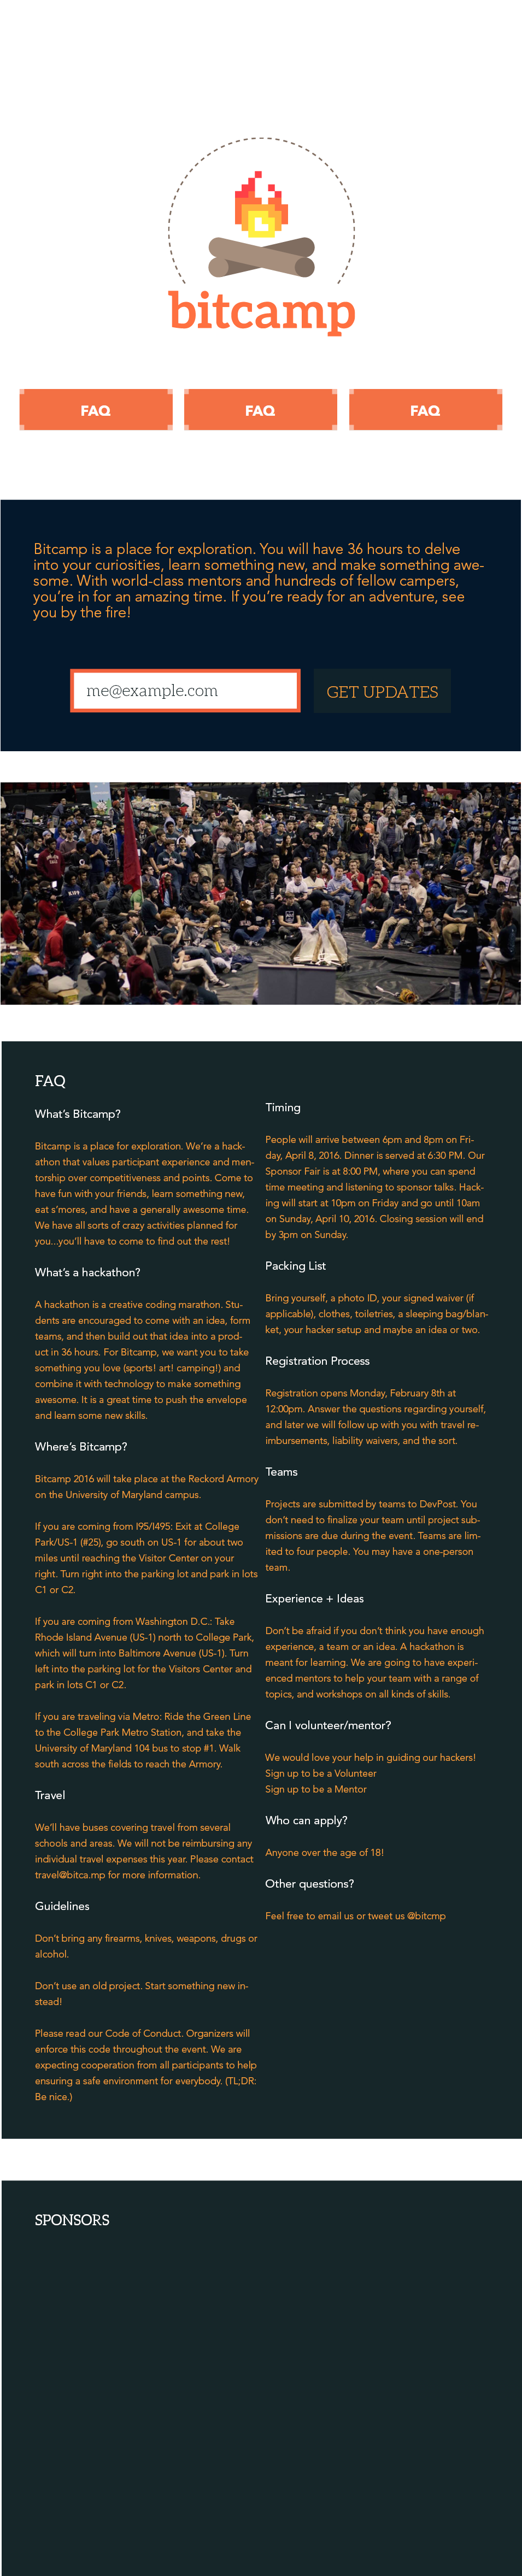 bitcamp
FAQ FAQ FAQ
Bitcamp is a place for exploration. You will have 36 hours to delve
into your curiosities, learn something new, and make something awe-
some. With world-class mentors and hundreds of fellow campers,
you're in for an amazing time. If you're ready for an adventure, see
you by the fire!
me@example.com GET UPDATES
FAQ
What's Bitcamp?
Bitcamp is a place for exploration. We're a hack-
athon that values participant experience and men-
torship over competitiveness and points. Come to
have fun with your friends, learn something new,
eat s'mores, and have a generally awesome time.
We have all sorts of crazy activities planned for
you...you'll have to come to find out the rest!
What's a hackathon?
A hackathon is a creative coding marathon. Stu-
dents are encouraged to come with an idea, form
teams, and then build out that idea into a prod-
uct in 36 hours. For Bitcamp, we want you to take
something you love (sports! art! camping!) and
combine it with technology to make something
awesome. It is a great time to push the envelope
and learn some new skills.
Where's Bitcamp?
Bitcamp 2016 will take place at the Reckord Armory
on the University of Maryland campus.
If you are coming from I95/I495: Exit at College
Park/US-1 (#25), go south on US-1 for about two
miles until reaching the Visitor Center on your
right. Turn right into the parking lot and park in lots
C1 or C2.
If you are coming from Washington D.C.: Take
Rhode Island Avenue (US-1) north to College Park,
which will turn into Baltimore Avenue (US-1). Turn
left into the parking lot for the Visitors Center and
park in lots C1 or C2.
If you are traveling via Metro: Ride the Green Line
to the College Park Metro Station, and take the
University of Maryland 104 bus to stop #1. Walk
south across the fields to reach the Armory.
Travel
We'll have buses covering travel from several
schools and areas. We will not be reimbursing any
individual travel expenses this year. Please contact
travel@bitca.mp for more information.
Guidelines
Don't bring any firearms, knives, weapons, drugs or
alcohol.
Don't use an old project. Start something new in-
stead!
Please read our Code of Conduct. Organizers will
enforce this code throughout the event. We are
expecting cooperation from all participants to help
ensuring a safe environment for everybody. (TL;DR:
Be nice.)
Timing
People will arrive between 6pm and 8pm on Fri-
day, April 8, 2016. Dinner is served at 6:30 PM. Our
Sponsor Fair is at 8:00 PM, where you can spend
time meeting and listening to sponsor talks. Hack-
ing will start at 10pm on Friday and go until 10am
on Sunday, April 10, 2016. Closing session will end
by 3pm on Sunday.
Packing List
Bring yourself, a photo ID, your signed waiver (if
applicable), clothes, toiletries, a sleeping bag/blan-
ket, your hacker setup and maybe an idea or two.
Registration Process
Registration opens Monday, February 8th at
12:00pm. Answer the questions regarding yourself,
and later we will follow up with you with travel re-
imbursements, liability waivers, and the sort.
Teams
Projects are submitted by teams to DevPost. You
don't need to finalize your team until project sub-
missions are due during the event. Teams are lim-
ited to four people. You may have a one-person
team.
Experience + Ideas
Don't be afraid if you don't think you have enough
experience, a team or an idea. A hackathon is
meant for learning. We are going to have experi-
enced mentors to help your team with a range of
topics, and workshops on all kinds of skills.
Can I volunteer/mentor?
We would love your help in guiding our hackers!
Sign up to be a Volunteer
Sign up to be a Mentor
Who can apply?
Anyone over the age of 18!
Other questions?
Feel free to email us or tweet us @bitcmp
SPONSORS